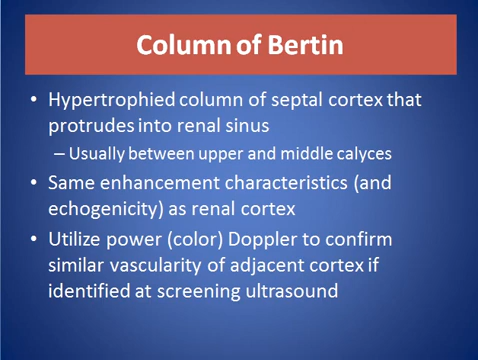 Column of Bertin
• Hypertrophied column of septal cortex that
protrudes into renal sinus
– Usually between upper and middle calyces
• Same enhancement characteristics (and
echogenicity) as renal cortex
• Utilize power (color) Doppler to confirm
similar vascularity of adjacent cortex if
identified at screening ultrasound